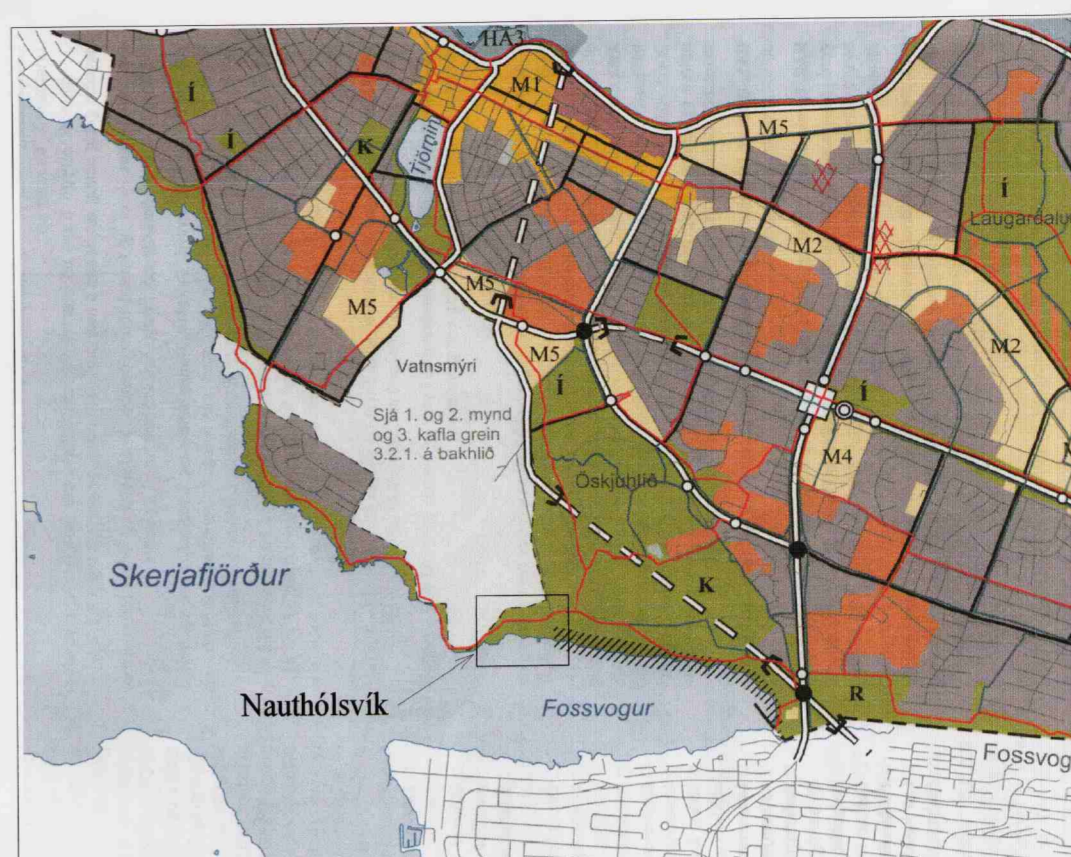 HA3
M1
Í
M5
Í
K
Tjörnin
Í
Laugardalu
M2
M5
M5
M5
M2
Vatnsmýri
Í
Sjá 1. og 2. mynd
og 3. kafla grein
3.2.1. á bakhlið
Í
M4
Öskjuhlíð
Skerjafjörður
K
Nauthólsvík
Fossvogur
R
Fossvog